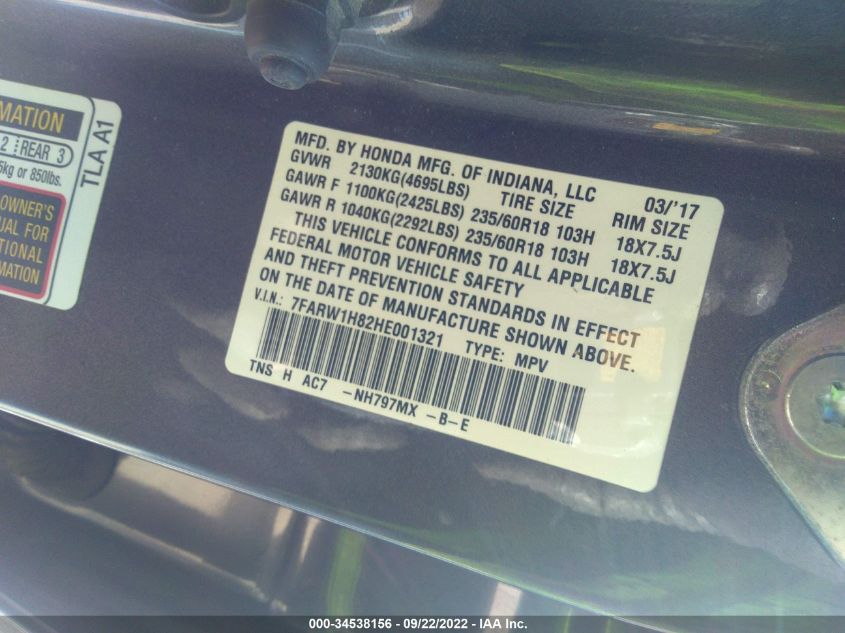 MATION
2 REAR 3
5kg or 850lbs.
OWNER'S
UAL FOR
TIONAL
MATION
TLA A1
MFD. BY HONDA MFG. OF INDIANA, LLC 03/'17
GVWR 2130KG(4695LBS) TIRE SIZE RIM SIZE
GAWR F 1100KG(2425LBS) 235/60R18 103H 18X7.5J
GAWR R 1040KG(2292LBS) 235/60R18 103H 18X7.5J
THIS VEHICLE CONFORMS TO ALL APPLICABLE
FEDERAL MOTOR VEHICLE SAFETY
AND THEFT PREVENTION STANDARDS IN EFFECT
ON THE DATE OF MANUFACTURE SHOWN ABOVE.
V.I.N.: 7FARW1H82HE001321 TYPE: MPV
TNS H AC7 -NH797MX -B-E
000-34538156 - 09/22/2022 - IAA Inc.